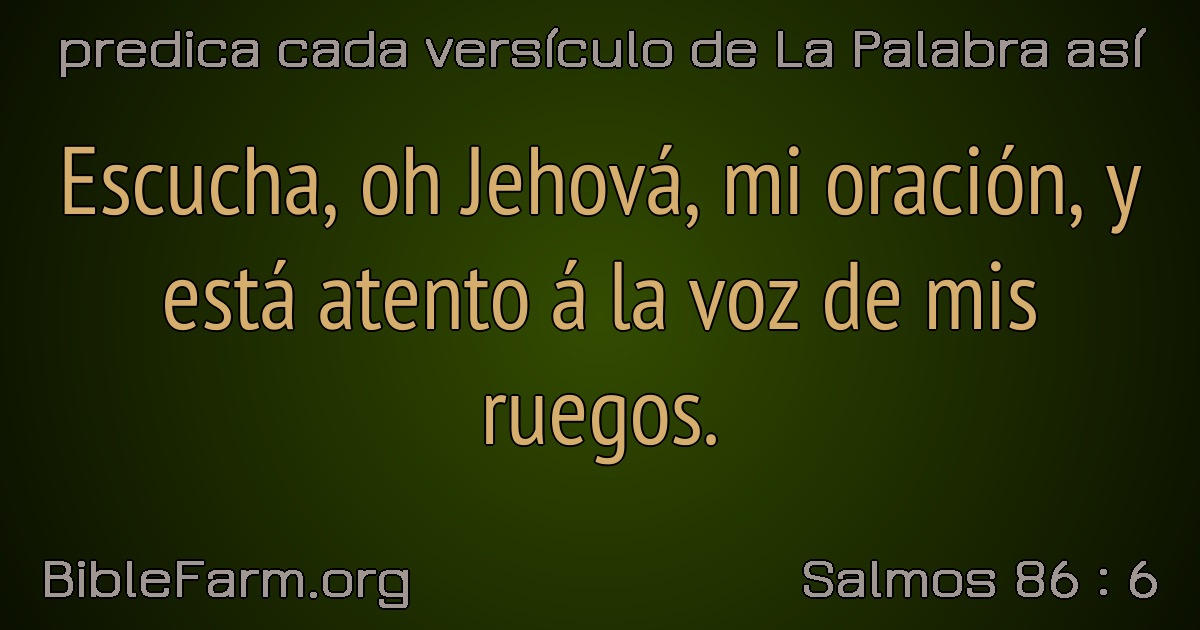 predica cada versículo de La Palabra así
Escucha, oh Jehová, mi oración, y
está atento á la voz de mis
ruegos.
BibleFarm.org
Salmos 86 : 6